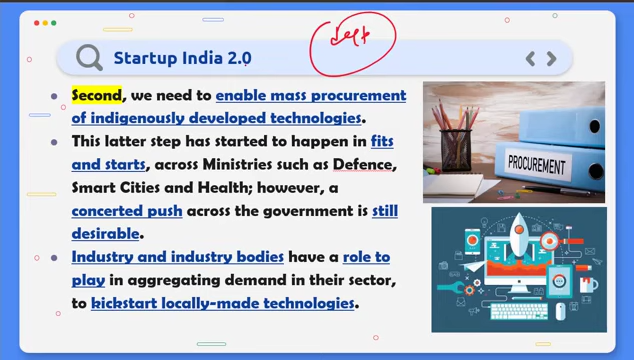 Startup India 2.0
Second, we need to enable mass procurement
of indigenously developed technologies.
This latter step has started to happen in fits
and starts, across Ministries such as Defence,
Smart Cities and Health; however, a
concerted push across the government is still
desirable.
Industry and industry bodies have a role to
play in aggregating demand in their sector,
to kickstart locally-made technologies.
PROCUREMENT